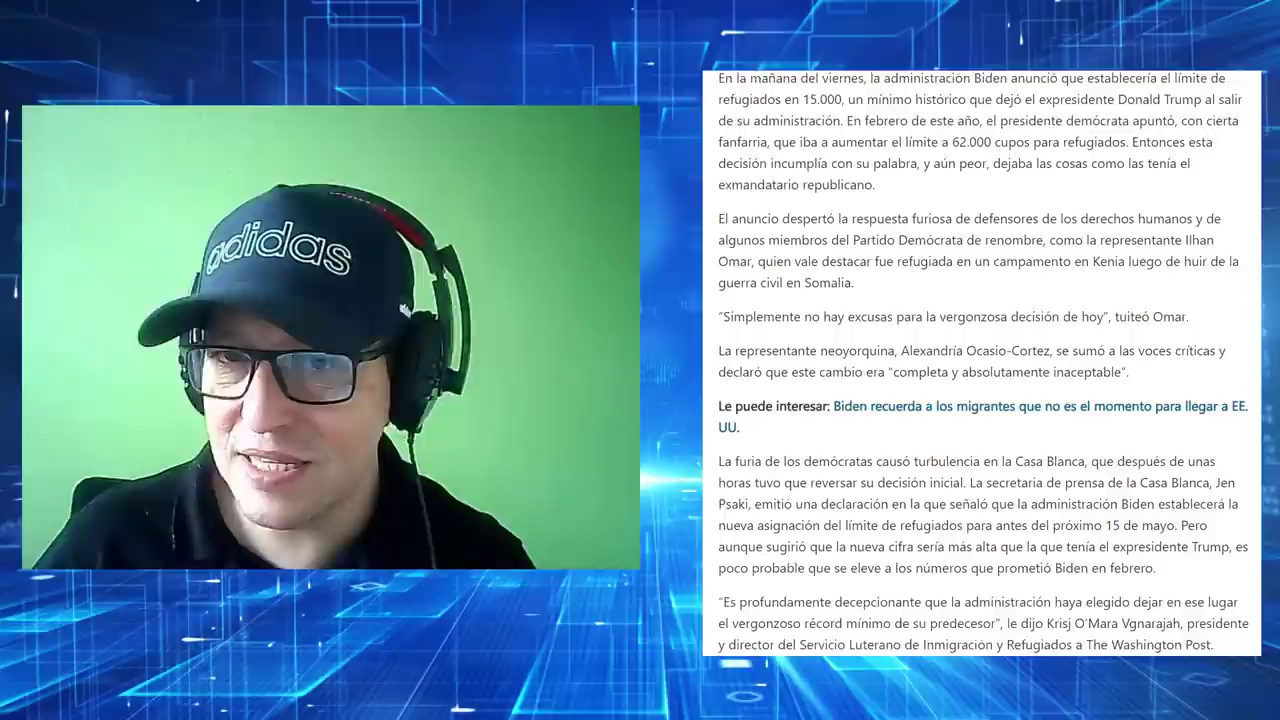 adidas
En la mañana del viernes, la administración Biden anunció que establecería el límite de
refugiados en 15.000, un mínimo histórico que dejó el expresidente Donald Trump al salir
de su administración. En febrero de este año, el presidente demócrata apuntó, con cierta
fanfarria, que iba a aumentar el límite a 62.000 cupos para refugiados. Entonces esta
decisión incumplía con su palabra, y aún peor, dejaba las cosas como las tenía el
exmandatario republicano.
El anuncio despertó la respuesta furiosa de defensores de los derechos humanos y de
algunos miembros del Partido Demócrata de renombre, como la representante Ilhan
Omar, quien vale destacar fue refugiada en un campamento en Kenia luego de huir de la
guerra civil en Somalia.
“Simplemente no hay excusas para la vergonzosa decisión de hoy”, tuiteó Omar.
La representante neoyorquina, Alexandría Ocasio-Cortez, se sumó a las voces críticas y
declaró que este cambio era “completa y absolutamente inaceptable”.
Le puede interesar: Biden recuerda a los migrantes que no es el momento para llegar a EE.
UU.
La furia de los demócratas causó turbulencia en la Casa Blanca, que después de unas
horas tuvo que reversar su decisión inicial. La secretaria de prensa de la Casa Blanca, Jen
Psaki, emitió una declaración en la que señaló que la administración Biden establecerá la
nueva asignación del límite de refugiados para antes del próximo 15 de mayo. Pero
aunque sugirió que la nueva cifra sería más alta que la que tenía el expresidente Trump, es
poco probable que se eleve a los números que prometió Biden en febrero.
“Es profundamente decepcionante que la administración haya elegido dejar en ese lugar
el vergonzoso récord mínimo de su predecesor”, le dijo Krisj O’Mara Vgnarajah, presidente
y director del Servicio Luterano de Inmigración y Refugiados a The Washington Post.